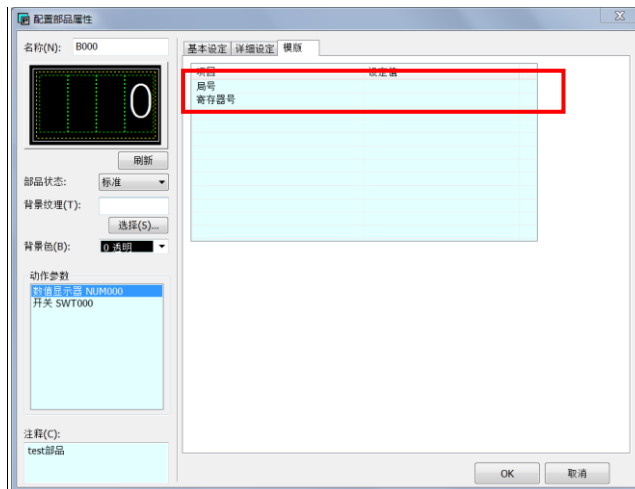 配置部品属性
名称(N): B000
0
刷新
部品状态: 标准
背景纹理(T):
选择(S)...
背景色(B): 0 透明
动作参数
数值显示器 NUM000
开关 SWT000
注释(C):
test部品
基本设定 详细设定 模版
项目 设定值
局号
寄存器号
OK 取消